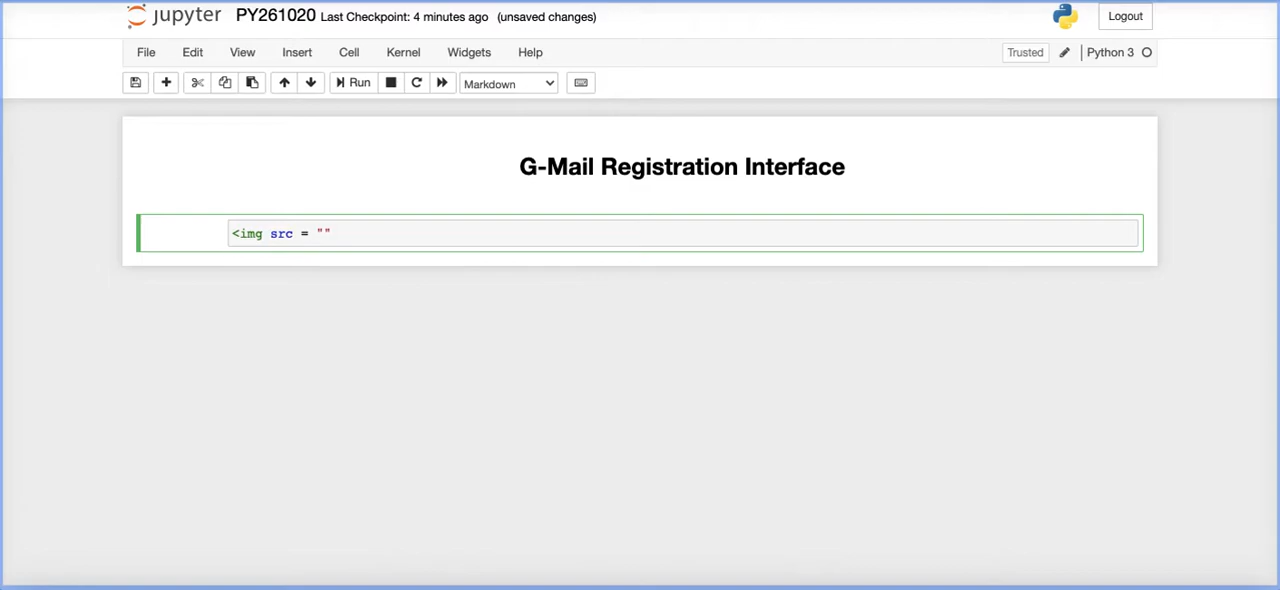 jupyter PY261020 Last Checkpoint: 4 minutes ago (unsaved changes) Logout
File Edit View Insert Cell Kernel Widgets Help Trusted Python 3
Run Markdown
G-Mail Registration Interface
<img src = ""